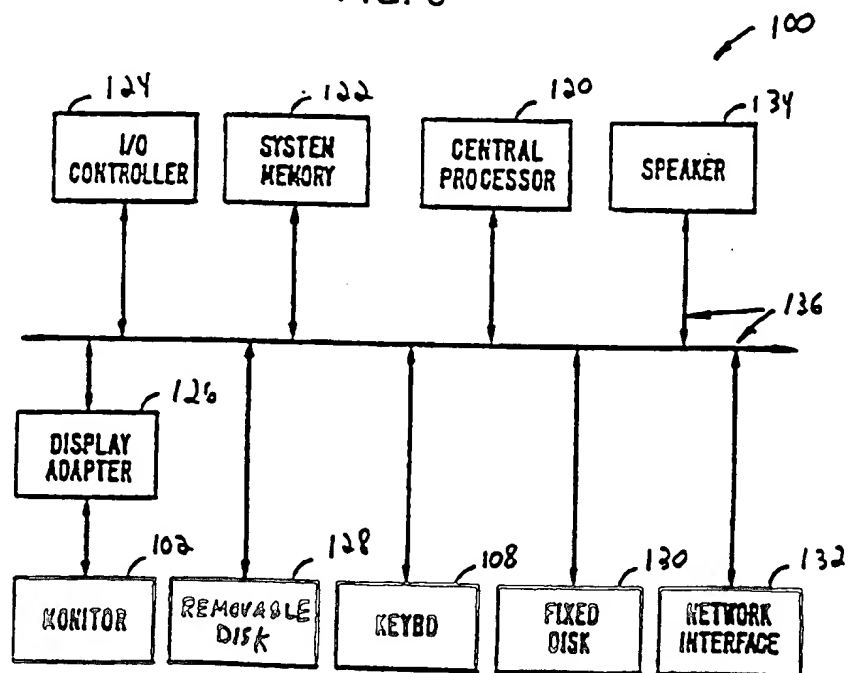 100
124
122
120
134
I/O
CONTROLLER
SYSTEM
MEMORY
CENTRAL
PROCESSOR
SPEAKER
136
126
DISPLAY
ADAPTER
102
128
108
130
132
MONITOR
REMOVABLE
DISK
KEYBD
FIXED
DISK
NETWORK
INTERFACE